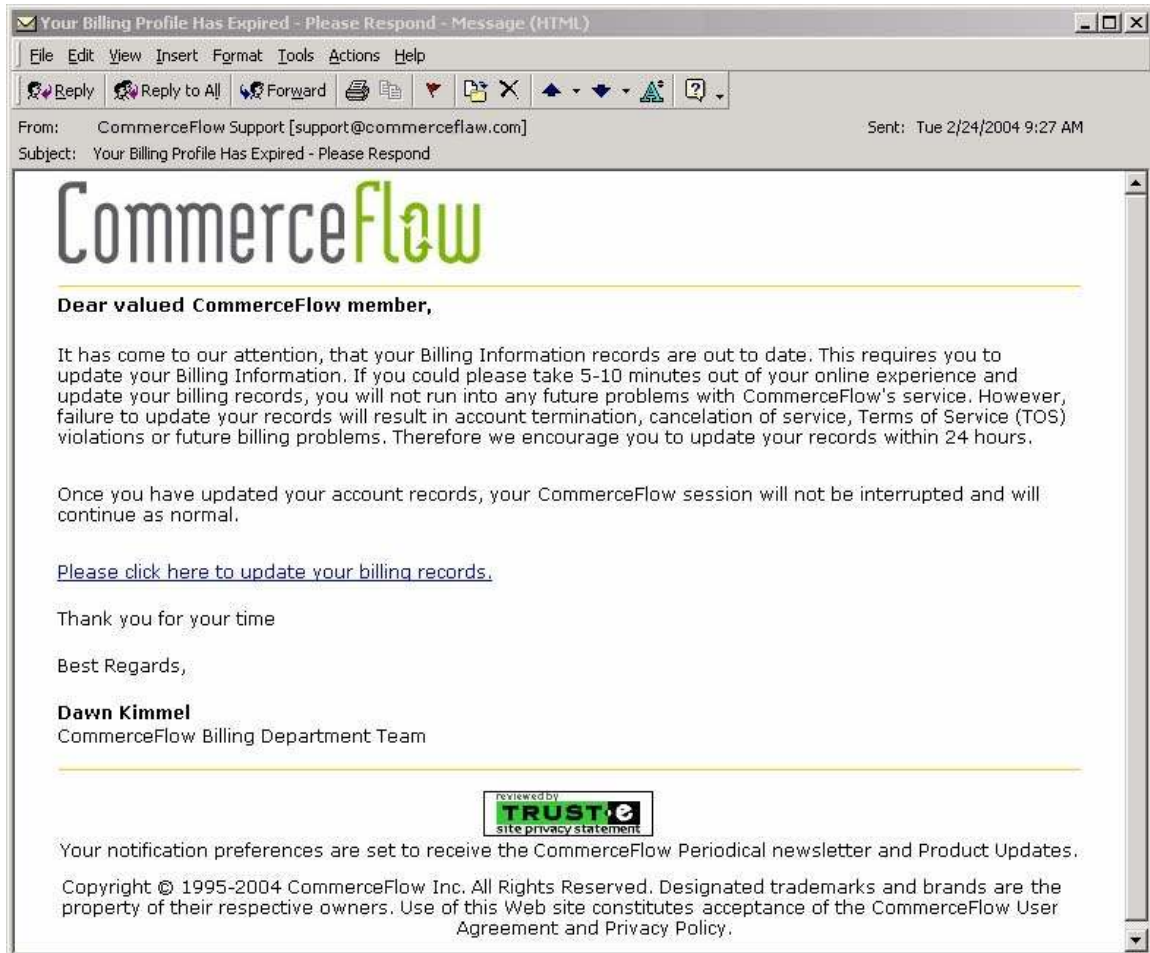 Your Billing Profile Has Expired - Please Respond - Message (HTML)
File Edit View Insert Format Tools Actions Help
Reply Reply to All Forward
From: CommerceFlow Support [support@commerceflaw.com] Sent: Tue 2/24/2004 9:27 AM
Subject: Your Billing Profile Has Expired - Please Respond
CommerceFlow
Dear valued CommerceFlow member,
It has come to our attention, that your Billing Information records are out to date. This requires you to
update your Billing Information. If you could please take 5-10 minutes out of your online experience and
update your billing records, you will not run into any future problems with CommerceFlow's service. However,
failure to update your records will result in account termination, cancelation of service, Terms of Service (TOS)
violations or future billing problems. Therefore we encourage you to update your records within 24 hours.
Once you have updated your account records, your CommerceFlow session will not be interrupted and will
continue as normal.
Please click here to update your billing records.
Thank you for your time
Best Regards,
Dawn Kimmel
CommerceFlow Billing Department Team
reviewed by
TRUST·e
site privacy statement
Your notification preferences are set to receive the CommerceFlow Periodical newsletter and Product Updates.
Copyright © 1995-2004 CommerceFlow Inc. All Rights Reserved. Designated trademarks and brands are the
property of their respective owners. Use of this Web site constitutes acceptance of the CommerceFlow User
Agreement and Privacy Policy.